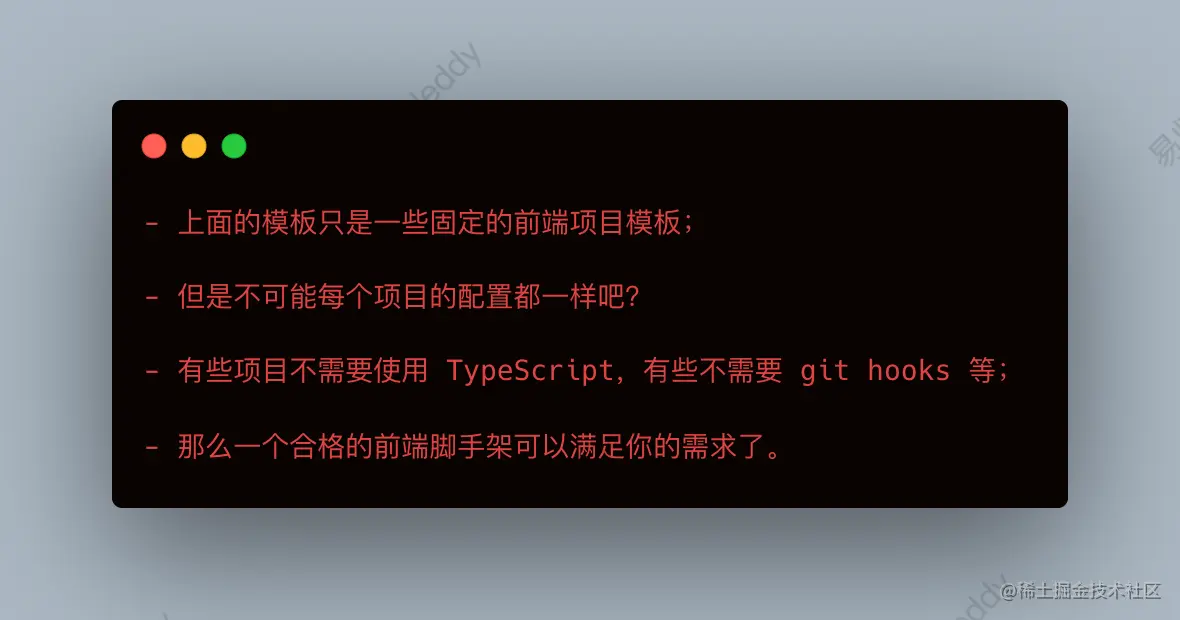 - 上面的模板只是一些固定的前端项目模板；
- 但是不可能每个项目的配置都一样吧？
- 有些项目不需要使用 TypeScript，有些不需要 git hooks 等；
- 那么一个合格的前端脚手架可以满足你的需求了。
@稀土掘金技术社区